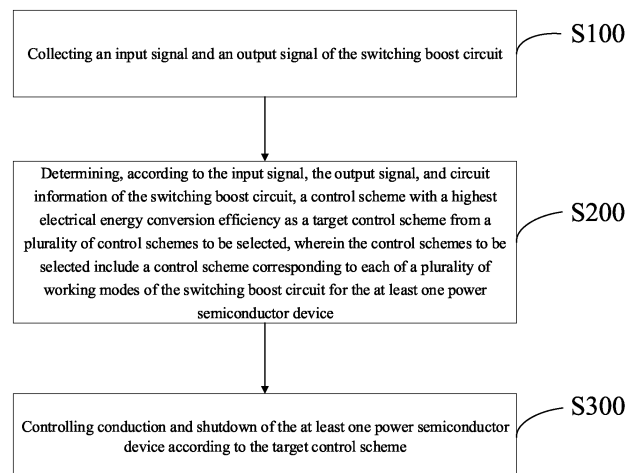 Collecting an input signal and an output signal of the switching boost circuit
S100
Determining, according to the input signal, the output signal, and circuit
information of the switching boost circuit, a control scheme with a highest
electrical energy conversion efficiency as a target control scheme from a
plurality of control schemes to be selected, wherein the control schemes to be
selected include a control scheme corresponding to each of a plurality of
working modes of the switching boost circuit for the at least one power
semiconductor device
S200
Controlling conduction and shutdown of the at least one power semiconductor
device according to the target control scheme
S300